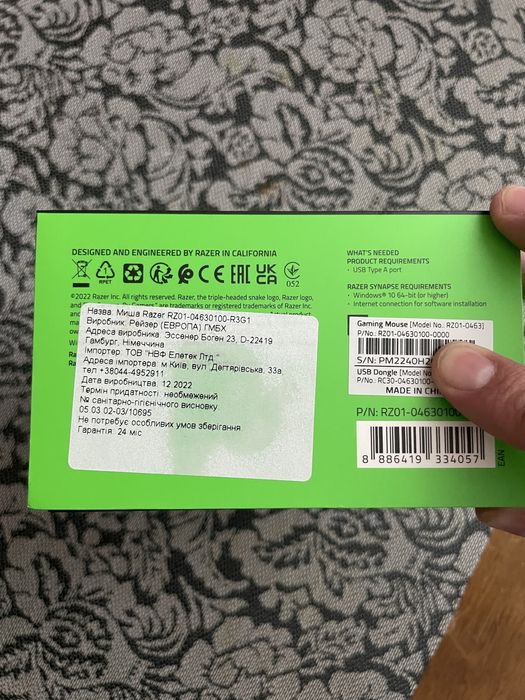 DESIGNED AND ENGINEERED BY RAZER IN CALIFORNIA
RPET
CE EAC UK CA
052
©2022 Razer Inc. All rights reserved. Razer, the triple-headed snake logo, Razer logo,
are trademarks or registered trademarks of Razer Inc.
Назва: Миша Razer RZ01-04630100-R3G1
Виробник: Рейзер (ЕВРОПА) ГМБХ
Адреса виробника: Эссенер Боген 23, D-22419
Гамбург, Німеччина
Імпортер: ТОВ "НВФ Елетек Лтд."
Адреса імпортера: м.Київ, вул. Дегтярівська, 33а,
тел +38044-4952911
Дата виробництва: 12.2022
Термін придатності: необмежений
№ санітарно-гігієнічного висновку:
05.03.02-03/10695
Не потребує особливих умов зберігання.
Гарантія: 24 міс
WHAT'S NEEDED
PRODUCT REQUIREMENTS
• USB Type A port
RAZER SYNAPSE REQUIREMENTS
• Windows® 10 64-bit (or higher)
• Internet connection for software installation
Gaming Mouse [Model No.: RZ01-0463]
P/No.: RZ01-04630100-0000
S/N: PM2240H2
USB Dongle [Model No.:
P/No.: RC30-04630100-
MADE IN CHI
P/N: RZ01-04630100
8 886419 334057
EAN